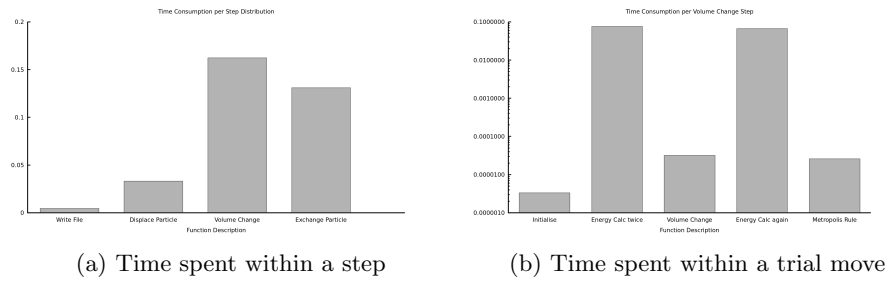 Time Consumption per Step Distribution
0.2
0.15
0.1
0.05
0
Write File
Displace Particle
Volume Change
Exchange Particle
Function Description
(a) Time spent within a step
Time Consumption per Volume Change Step
0.1000000
0.0100000
0.0010000
0.0001000
0.0000100
0.0000010
Initialise
Energy Calc twice
Volume Change
Energy Calc again
Metropolis Rule
Function Description
(b) Time spent within a trial move